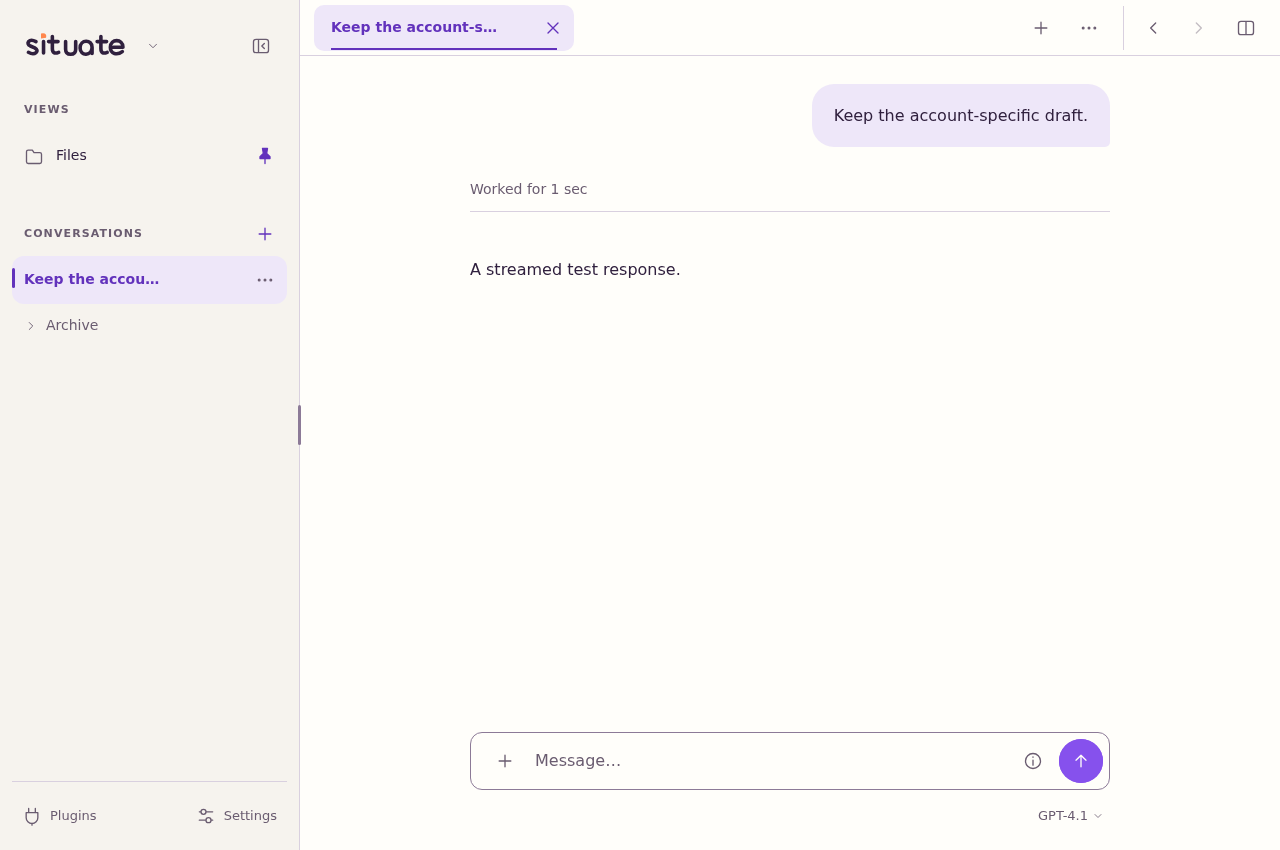 situate
VIEWS
Files
CONVERSATIONS
Keep the accou...
Archive
Plugins
Settings
Keep the account-s...
Keep the account-specific draft.
Worked for 1 sec
A streamed test response.
Message...
GPT-4.1